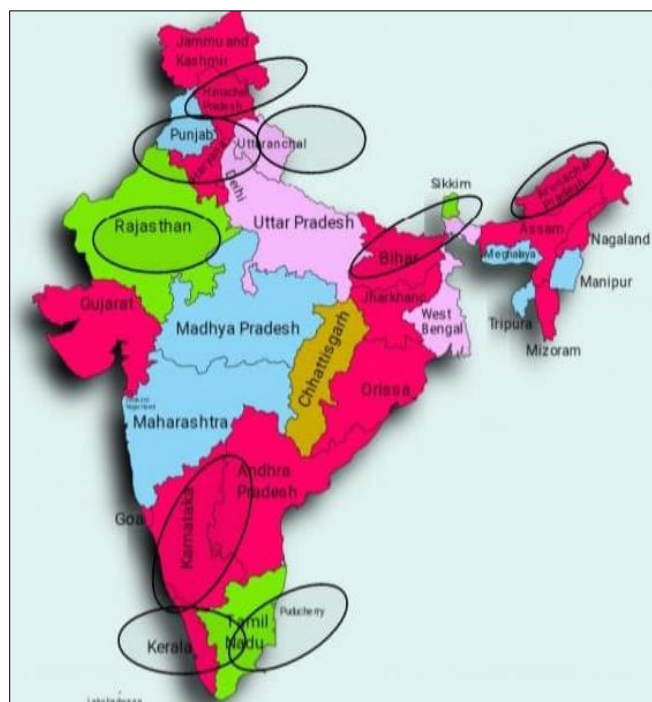 Jammu and
Kashmir
Himachal
Pradesh
Punjab
Uttaranchal
Haryana
Delhi
Sikkim
Arunachal
Pradesh
Rajasthan
Uttar Pradesh
Assam
Bihar
Nagaland
Meghalaya
Gujarat
Jharkhand
Manipur
Madhya Pradesh
West
Bengal
Tripura
Mizoram
Chhattisgarh
Orissa
Maharashtra
Andhra
Pradesh
Goa
Karnataka
Puducherry
Tamil
Nadu
Kerala